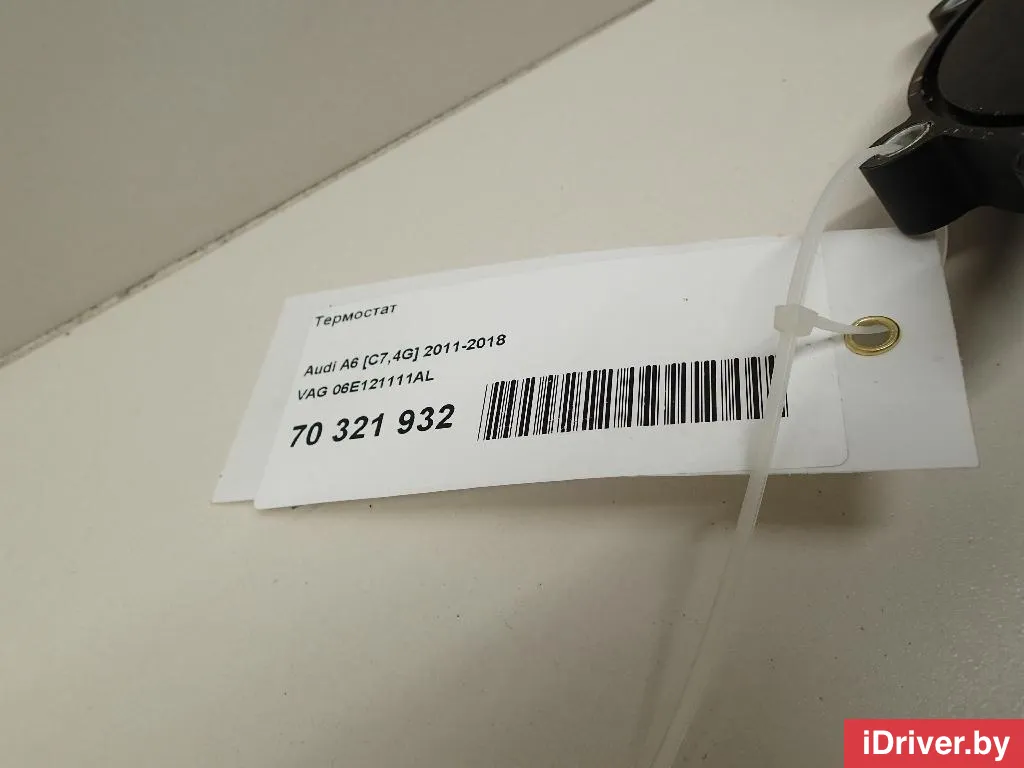 Термостат
Audi A6 [C7,4G] 2011-2018
VAG 06E121111AL
70 321 932
iDriver.by